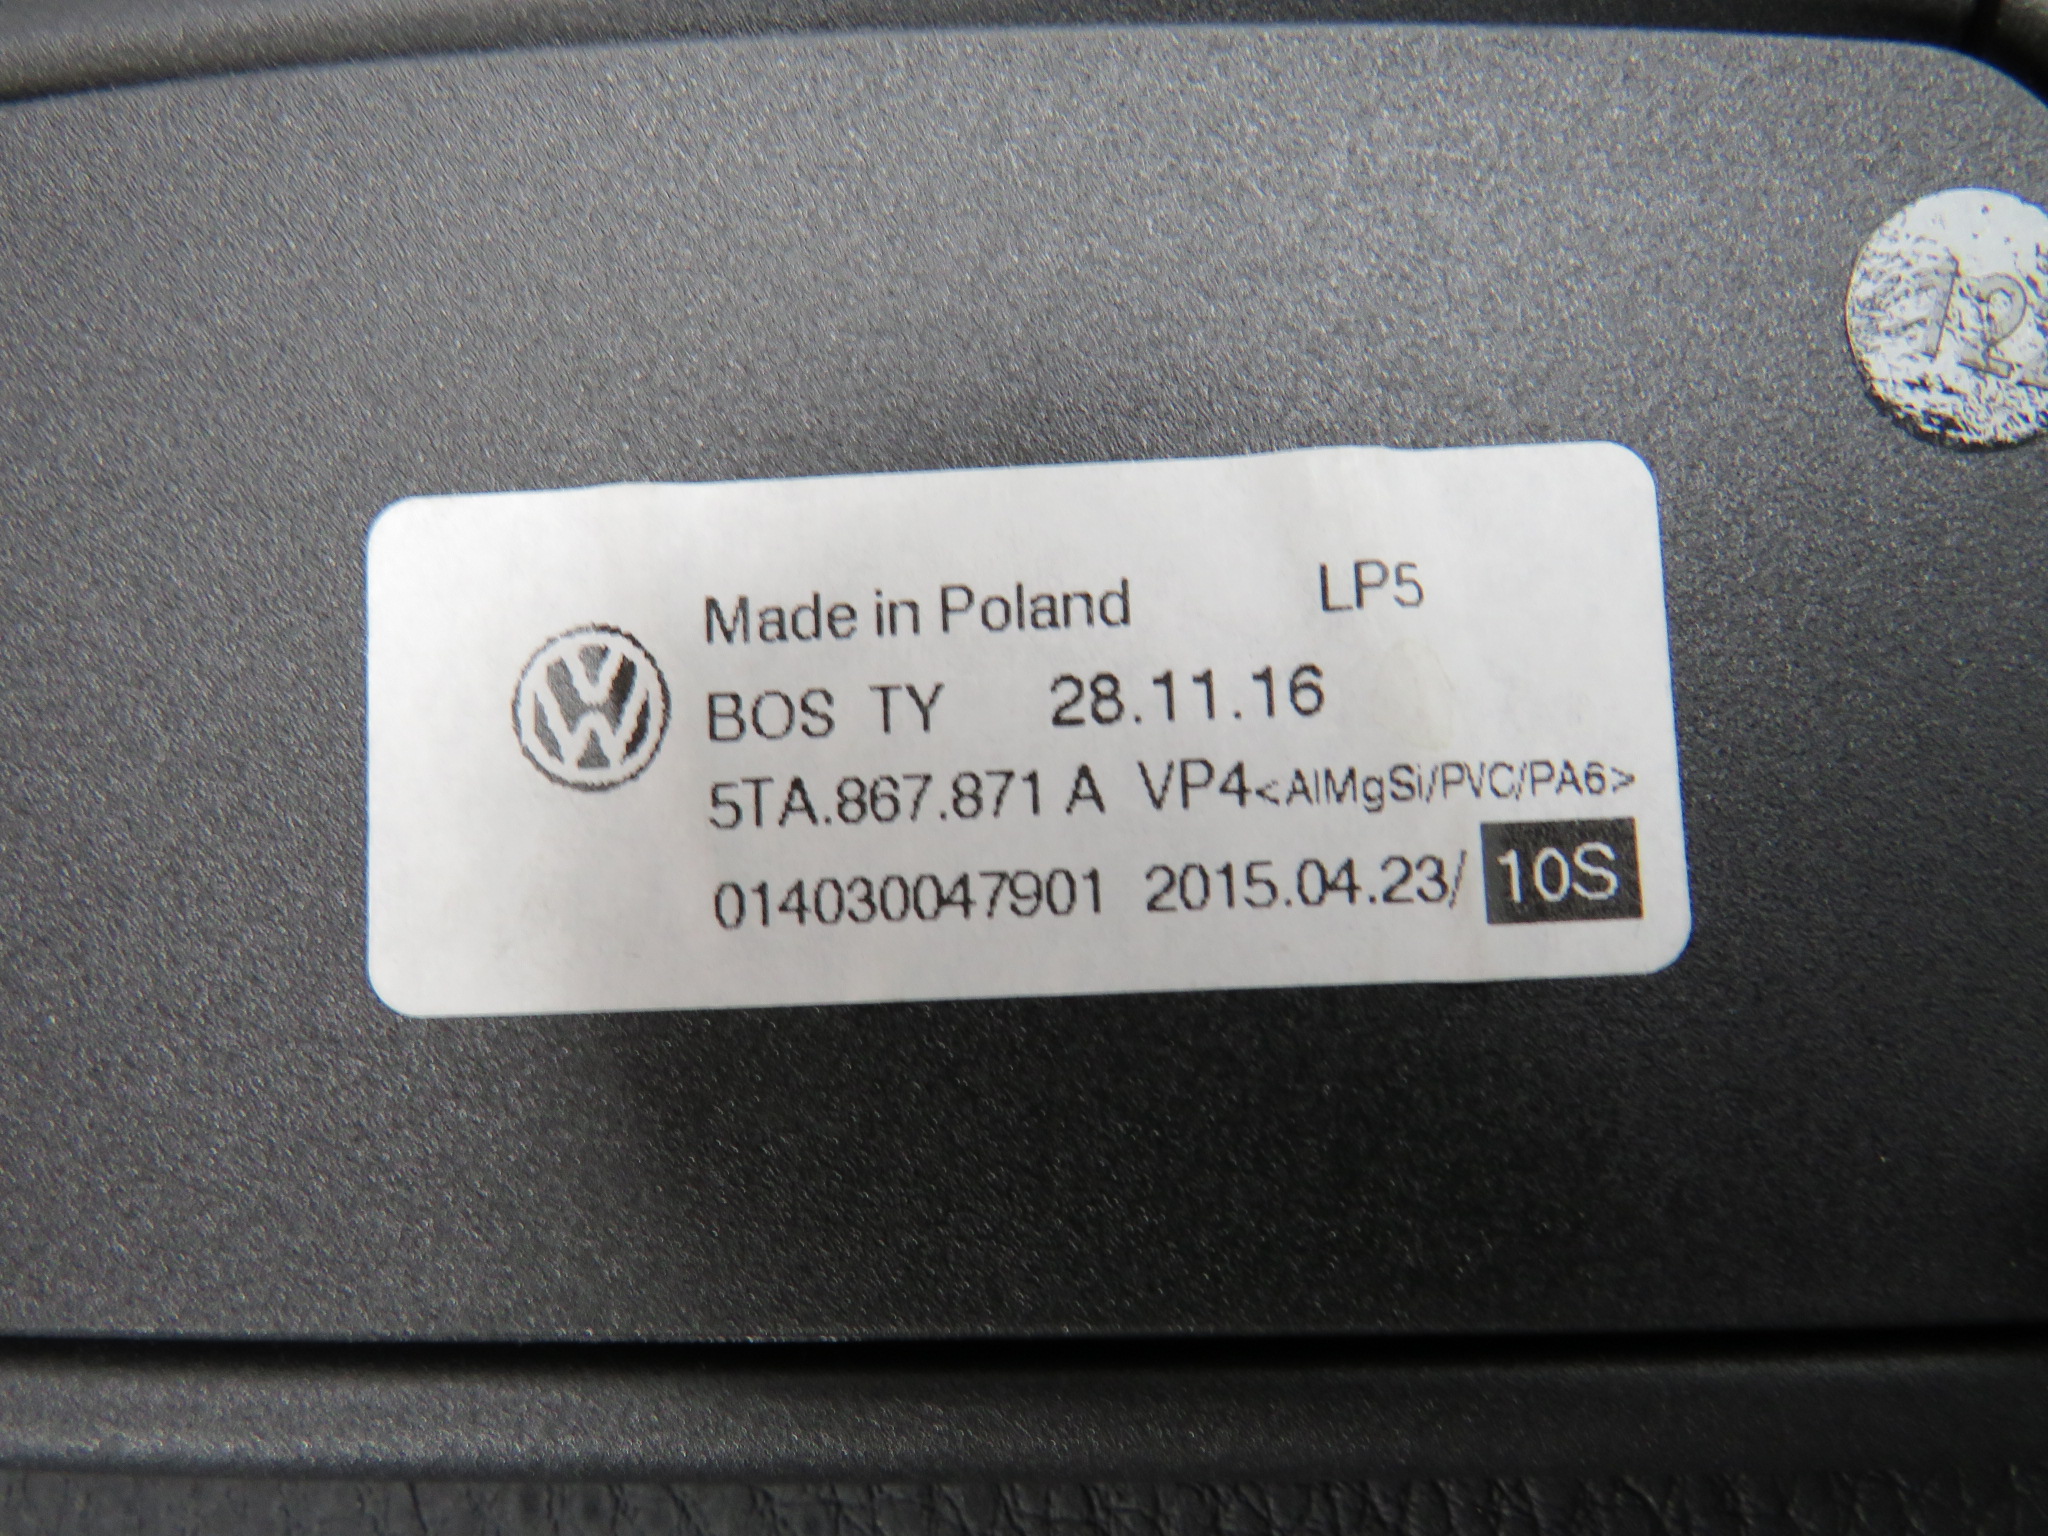 Made in Poland LP5
BOS TY 28.11.16
5TA.867.871 A VP4<AlMgSi/PVC/PA6>
014030047901 2015.04.23/ 10S